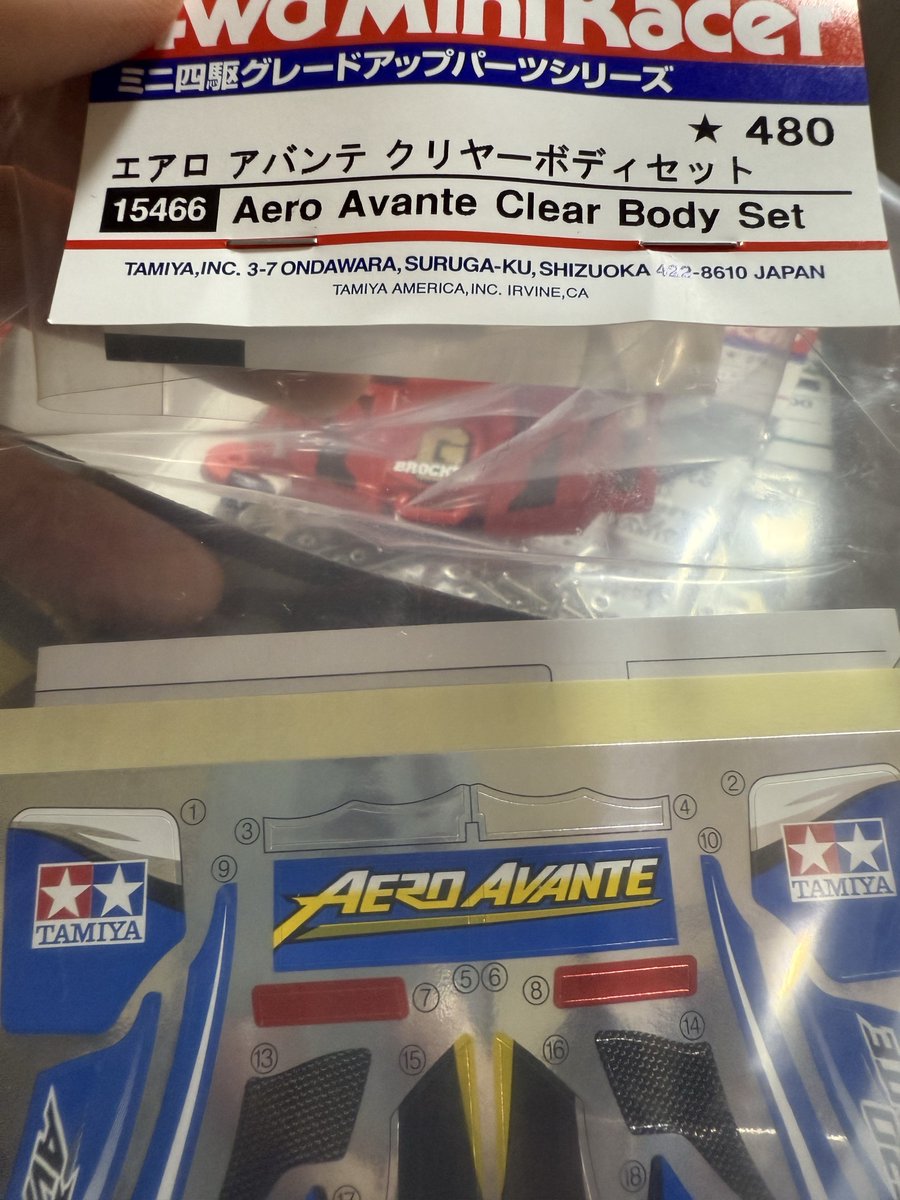 4WD Mini Racer
ミニ四駆グレードアップパーツシリーズ
★ 480
エアロ アバンテ クリヤーボディセット
15466 Aero Avante Clear Body Set
TAMIYA,INC. 3-7 ONDAWARA, SURUGA-KU, SHIZUOKA 422-8610 JAPAN
TAMIYA AMERICA,INC. IRVINE,CA
G
① ② ③ ④
TAMIYA
⑨
AERO AVANTE
⑩
TAMIYA
⑤ ⑥
⑦ ⑧
⑬ ⑮ ⑯ ⑭
⑰ ⑱